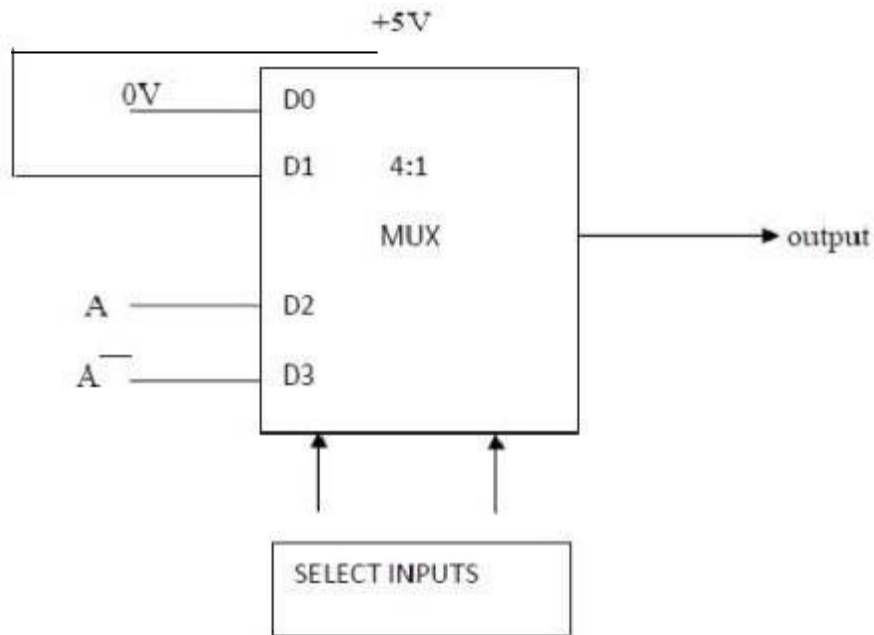 +5V
0V
D0
D1
4:1
MUX
output
A
D2
A̅
D3
SELECT INPUTS